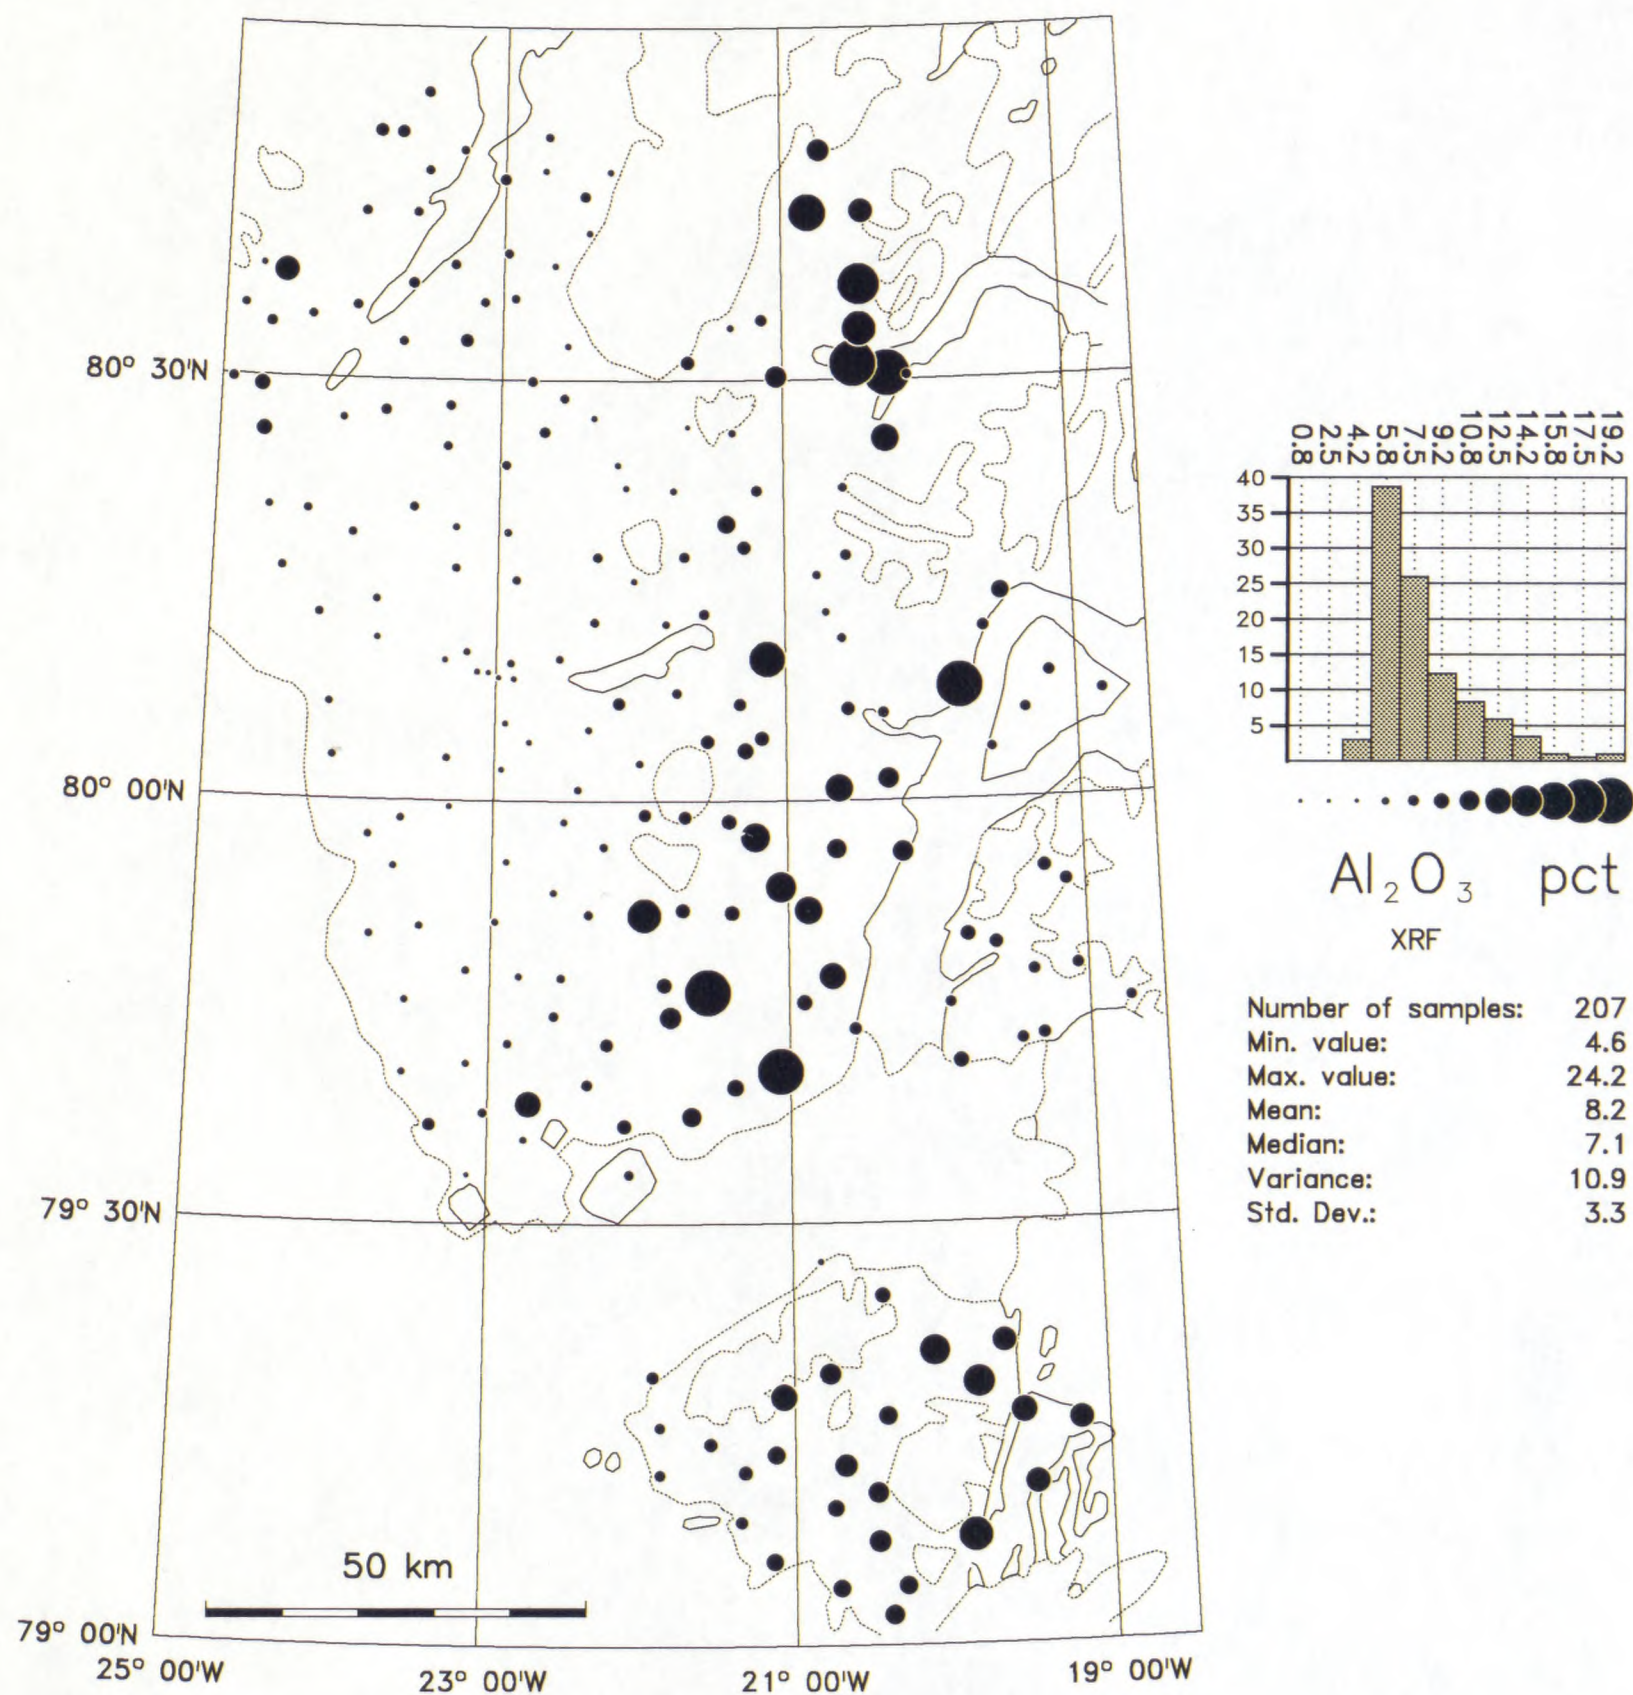 80° 30'N
80° 00'N
79° 30'N
79° 00'N
25° 00'W
23° 00'W
21° 00'W
19° 00'W
50 km
0.8
2.5
4.2
5.8
7.5
9.2
10.8
12.5
14.2
15.8
17.5
19.2
40
35
30
25
20
15
10
5
Al₂O₃ pct
XRF
Number of samples: 207
Min. value: 4.6
Max. value: 24.2
Mean: 8.2
Median: 7.1
Variance: 10.9
Std. Dev.: 3.3